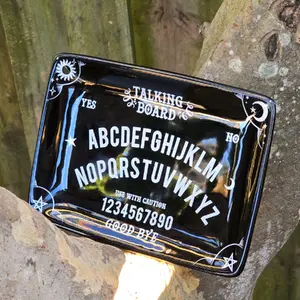 TALKING
BOARD
YES
NO
ABCDEFGHIJKLM
NOPQRSTUVWXYZ
USE WITH CAUTION
1234567890
GOOD BYE